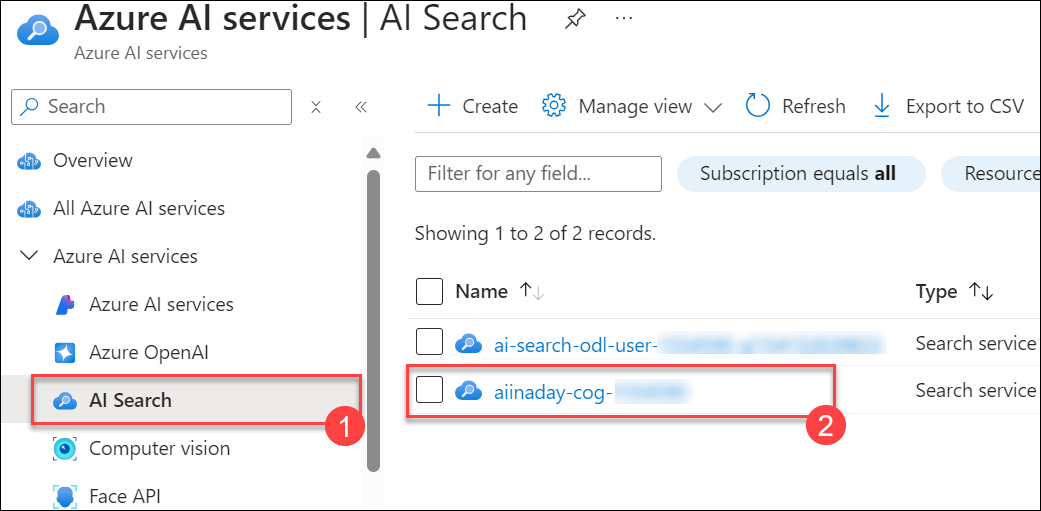 Azure AI services | AI Search
Azure AI services
Search
Create
Manage view
Refresh
Export to CSV
Overview
All Azure AI services
Azure AI services
Azure AI services
Azure OpenAI
AI Search
1
Computer vision
Face API
Filter for any field...
Subscription equals all
Resource
Showing 1 to 2 of 2 records.
Name
Type
ai-search-odl-user-
Search service
aiinaday-cog-
Search service
2